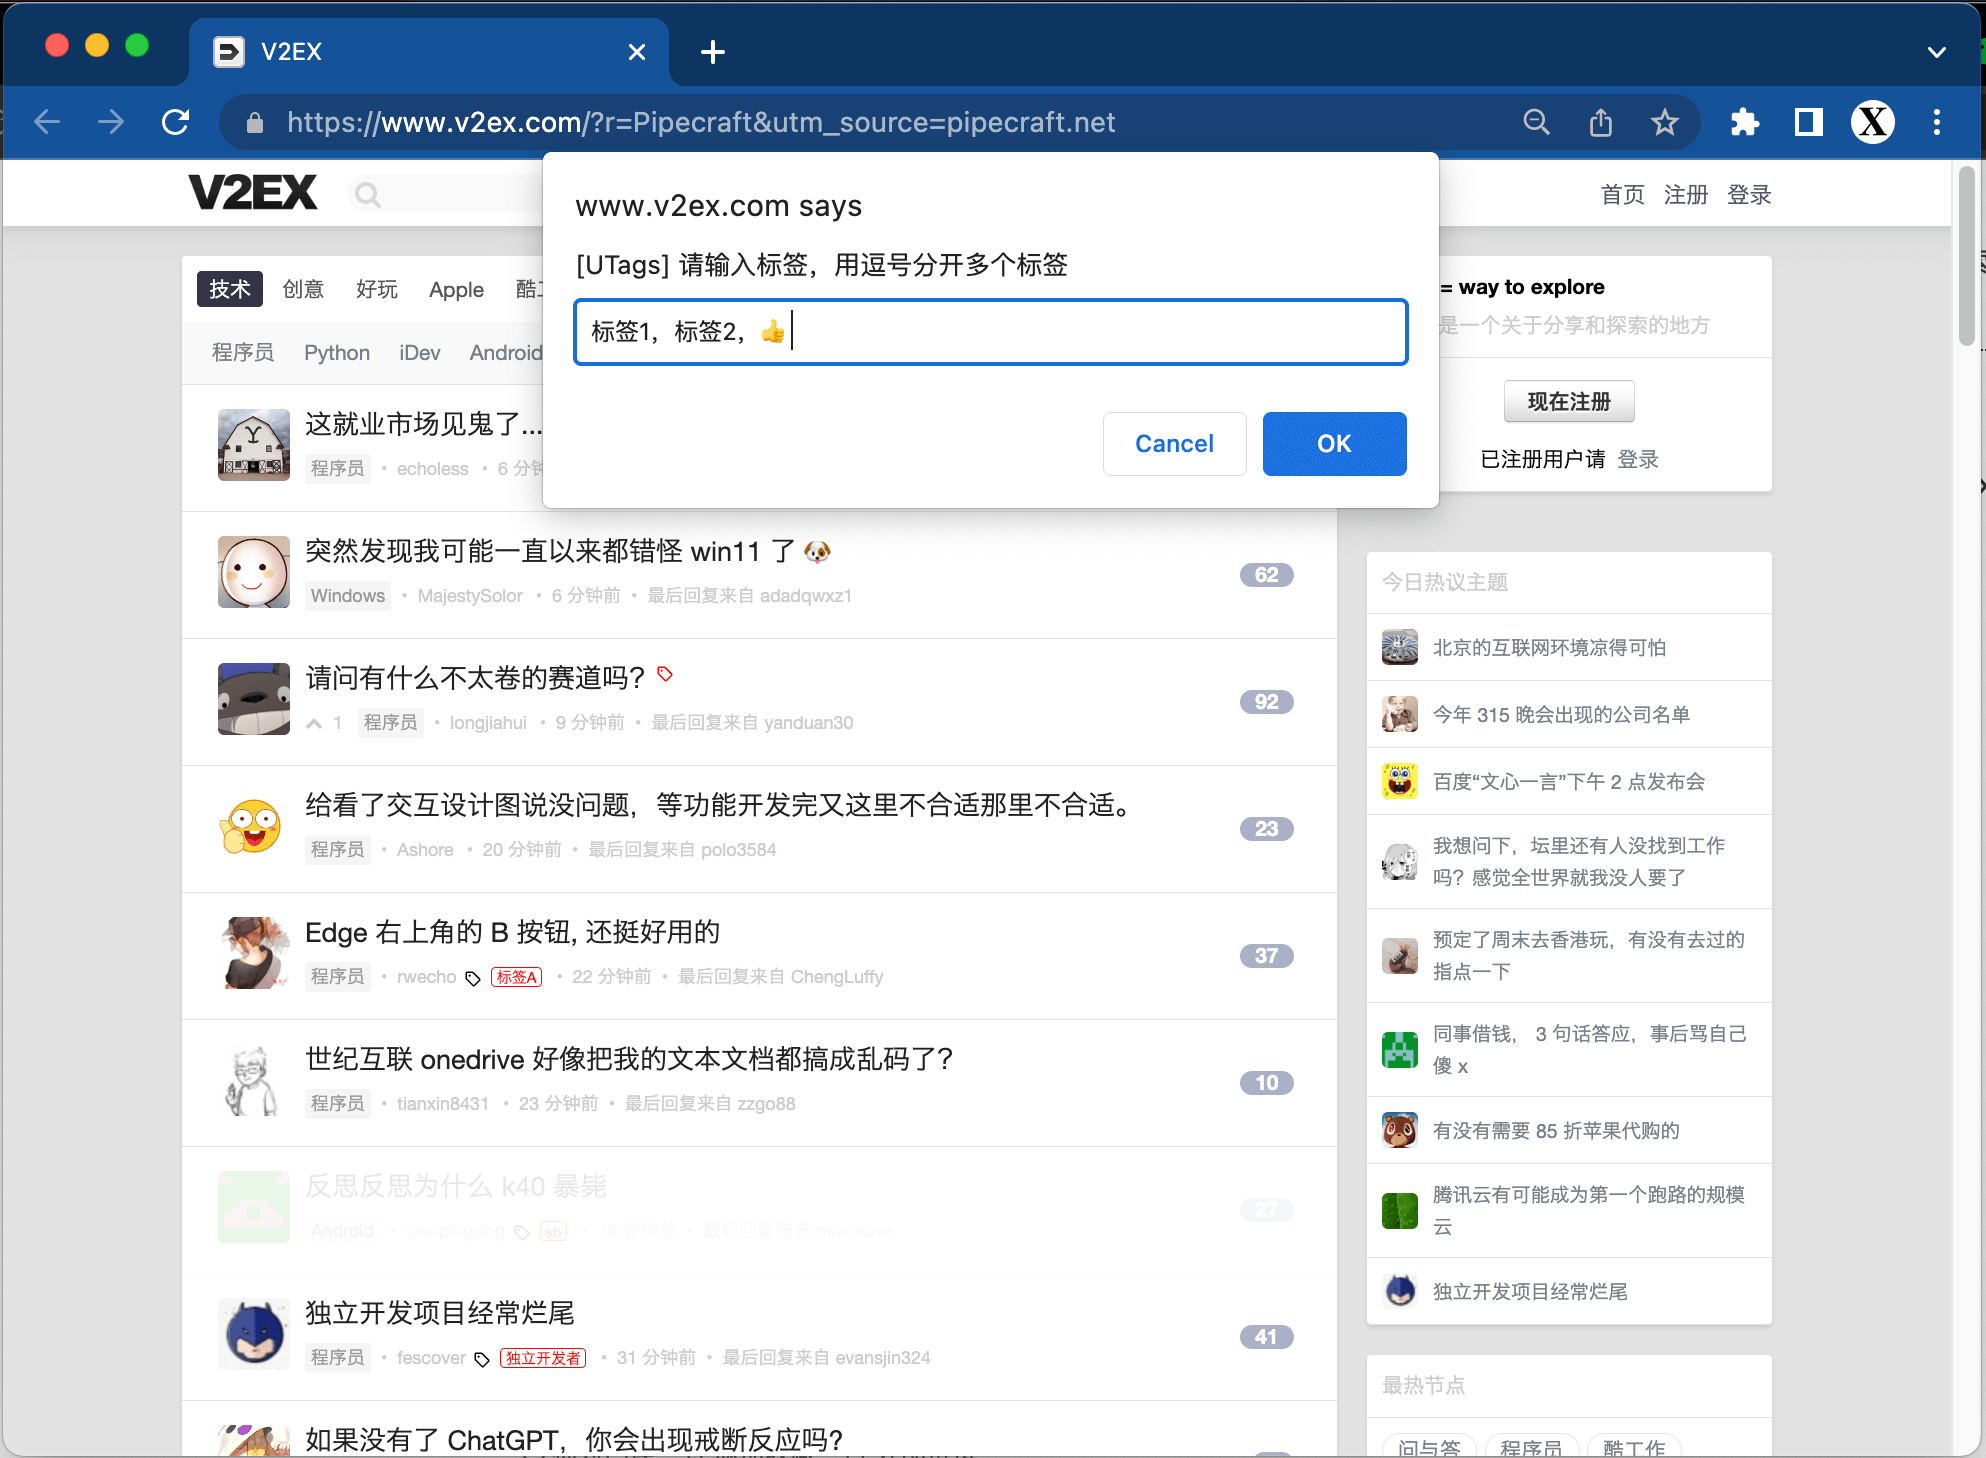 V2EX
https://www.v2ex.com/?r=Pipecraft&utm_source=pipecraft.net
X
V2EX
首页 注册 登录
www.v2ex.com says
[UTags] 请输入标签，用逗号分开多个标签
标签1，标签2，👍
Cancel OK
技术 创意 好玩 Apple
程序员 Python iDev Android
这就业市场见鬼了...
程序员 • echoless • 6 分钟
突然发现我可能一直以来都错怪 win11 了 🐶
Windows • MajestySolor • 6 分钟前 • 最后回复来自 adadqwxz1
62
请问有什么不太卷的赛道吗？
1 程序员 • longjiahui • 9 分钟前 • 最后回复来自 yanduan30
92
给看了交互设计图说没问题，等功能开发完又这里不合适那里不合适。
程序员 • Ashore • 20 分钟前 • 最后回复来自 polo3584
23
Edge 右上角的 B 按钮, 还挺好用的
程序员 • rwecho 标签A • 22 分钟前 • 最后回复来自 ChengLuffy
37
世纪互联 onedrive 好像把我的文本文档都搞成乱码了？
程序员 • tianxin8431 • 23 分钟前 • 最后回复来自 zzgo88
10
反思反思为什么 k40 暴毙
Android • sleepingdog sb • 16 分钟前 • 最后回复来自 makelove
27
独立开发项目经常烂尾
程序员 • fescover 独立开发者 • 31 分钟前 • 最后回复来自 evansjin324
41
如果没有了 ChatGPT，你会出现戒断反应吗？
= way to explore
是一个关于分享和探索的地方
现在注册
已注册用户请 登录
今日热议主题
北京的互联网环境凉得可怕
今年 315 晚会出现的公司名单
百度“文心一言”下午 2 点发布会
我想问下，坛里还有人没找到工作
吗？感觉全世界就我没人要了
预定了周末去香港玩，有没有去过的
指点一下
同事借钱， 3 句话答应，事后骂自己
傻 x
有没有需要 85 折苹果代购的
腾讯云有可能成为第一个跑路的规模
云
独立开发项目经常烂尾
最热节点
问与答 程序员 酷工作